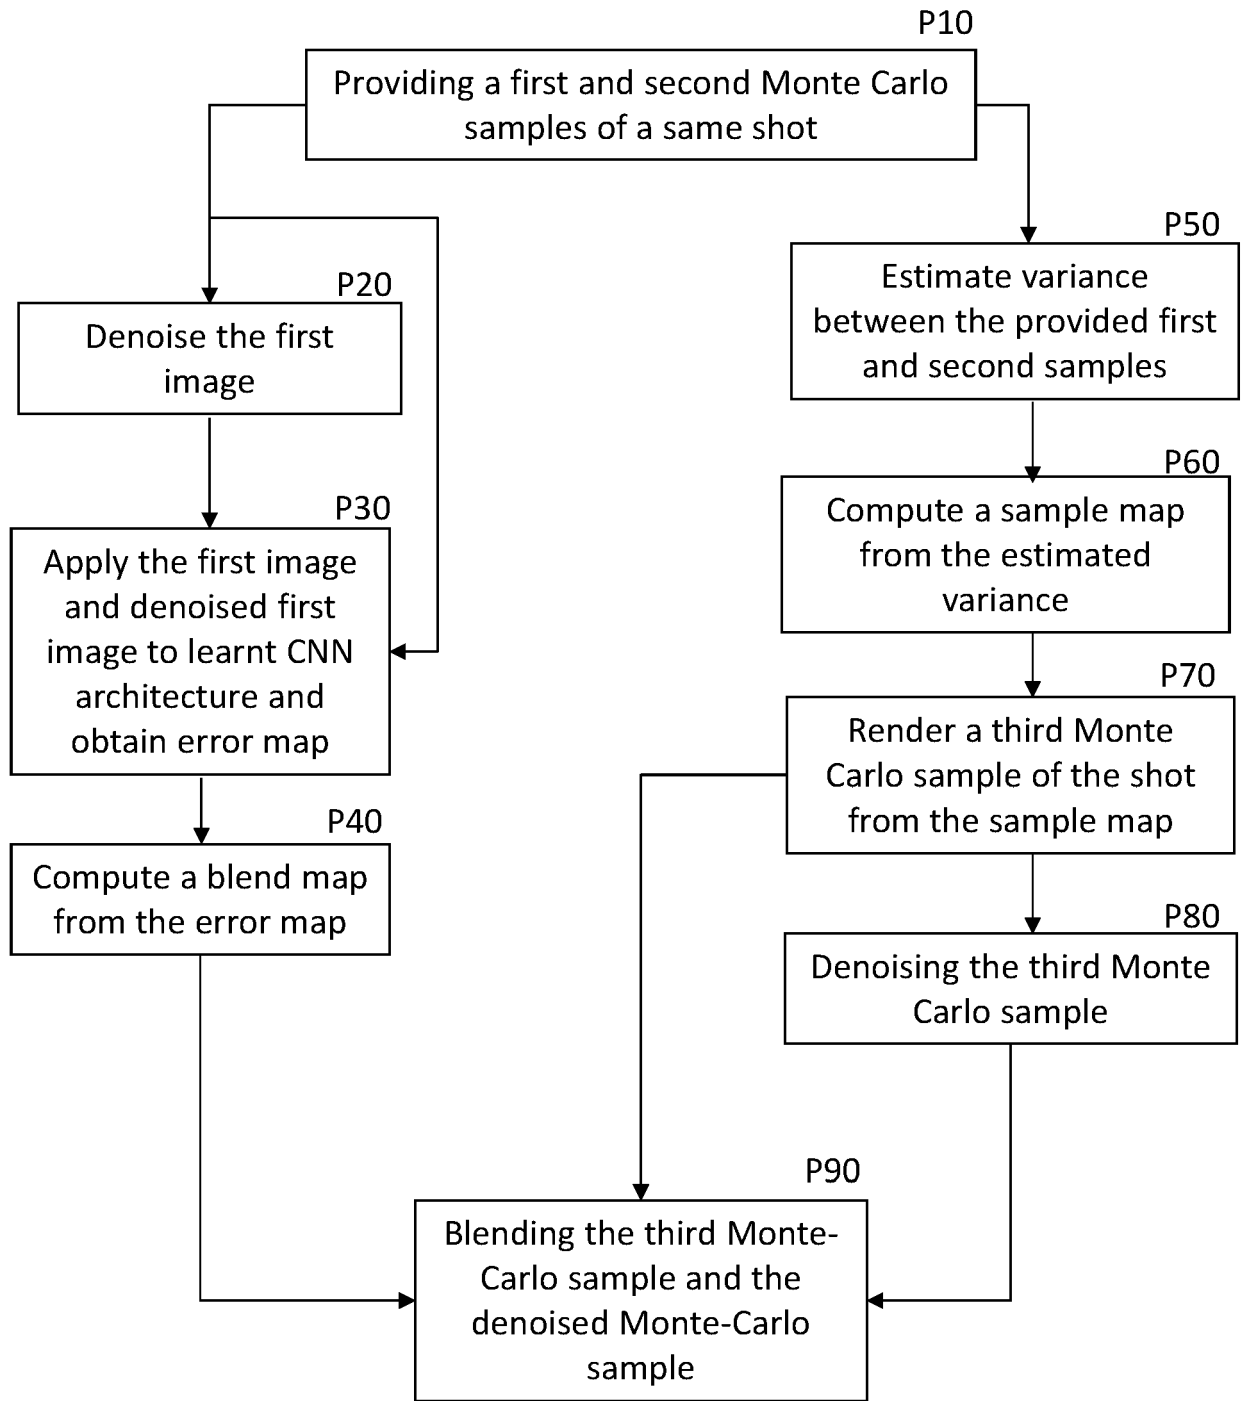 P10
Providing a first and second Monte Carlo
samples of a same shot
P20
Denoise the first
image
P30
Apply the first image
and denoised first
image to learnt CNN
architecture and
obtain error map
P40
Compute a blend map
from the error map
P50
Estimate variance
between the provided first
and second samples
P60
Compute a sample map
from the estimated
variance
P70
Render a third Monte
Carlo sample of the shot
from the sample map
P80
Denoising the third Monte
Carlo sample
P90
Blending the third Monte-
Carlo sample and the
denoised Monte-Carlo
sample